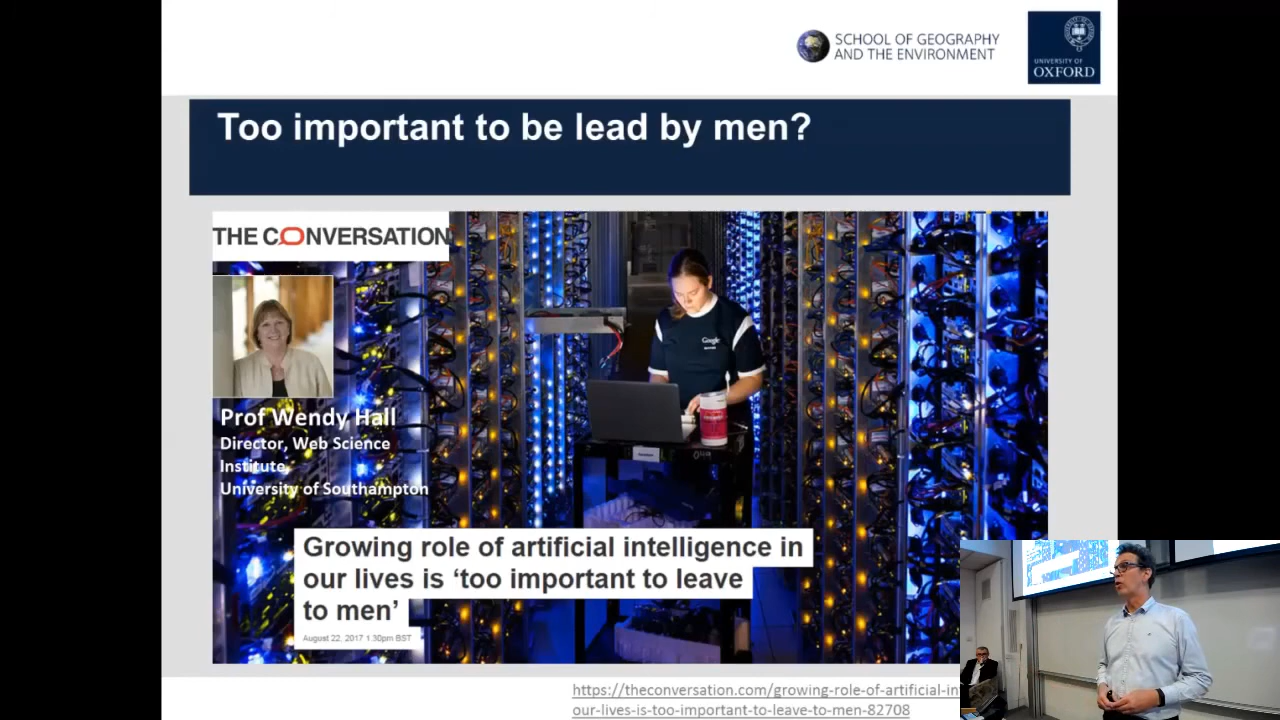 SCHOOL OF GEOGRAPHY
AND THE ENVIRONMENT
UNIVERSITY OF
OXFORD
Too important to be lead by men?
THE CONVERSATION
Google
Prof Wendy Hall
Director, Web Science
Institute,
University of Southampton
Growing role of artificial intelligence in
our lives is ‘too important to leave
to men’
August 22, 2017 1.30pm BST
https://theconversation.com/growing-role-of-artificial-in
our-lives-is-too-important-to-leave-to-men-82708